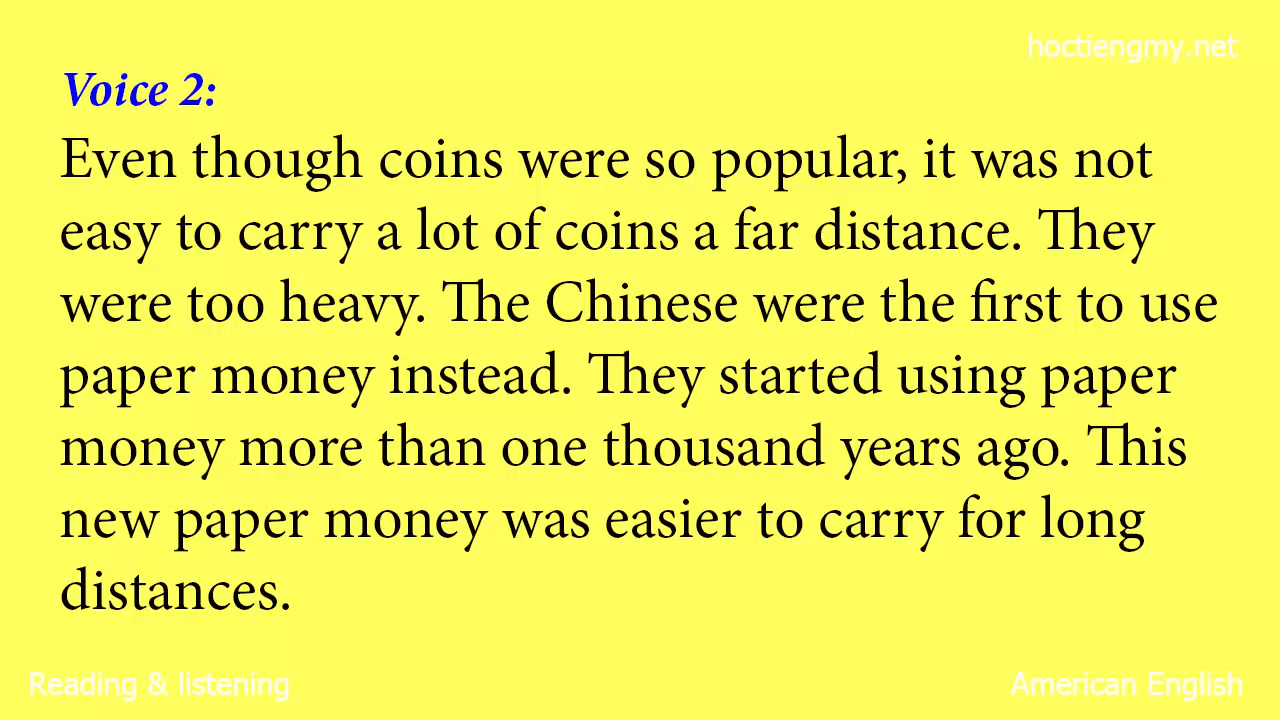 hoctiengmy.net
Voice 2:
Even though coins were so popular, it was not
easy to carry a lot of coins a far distance. They
were too heavy. The Chinese were the first to use
paper money instead. They started using paper
money more than one thousand years ago. This
new paper money was easier to carry for long
distances.
Reading & listening
American English